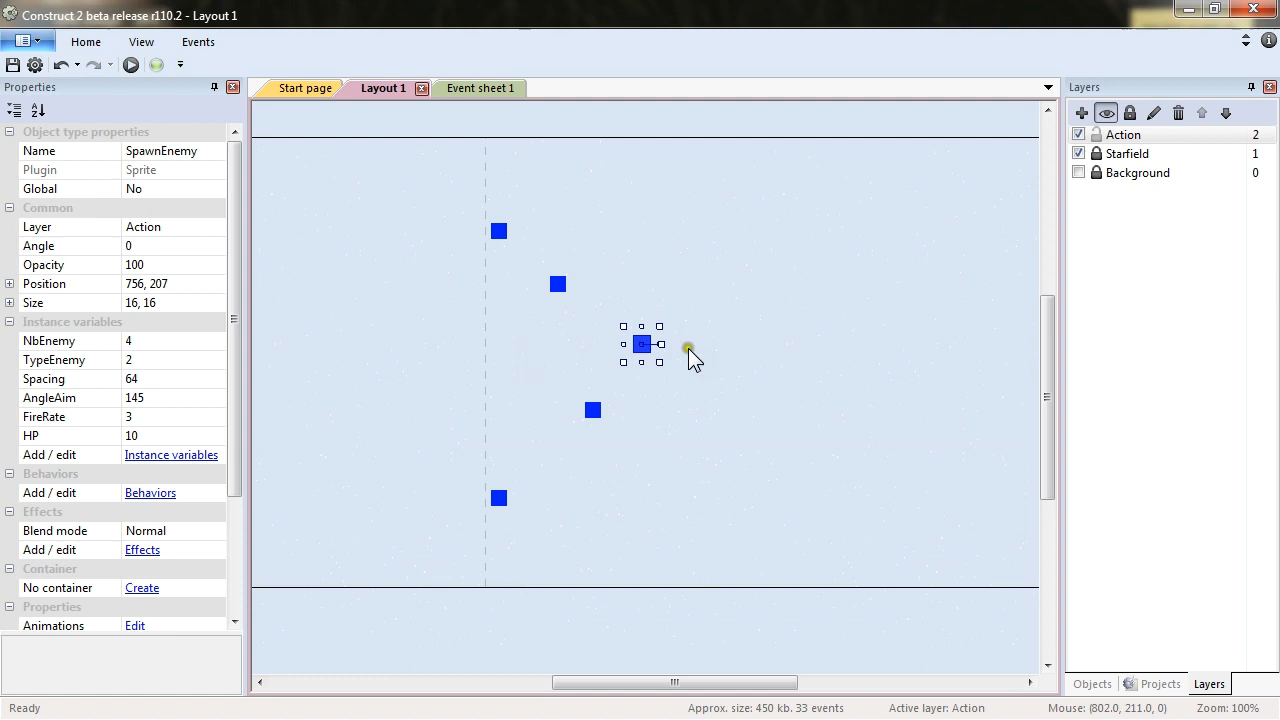 Construct 2 beta release r110.2 - Layout 1
Home View Events
Properties
Object type properties
Name SpawnEnemy
Plugin Sprite
Global No
Common
Layer Action
Angle 0
Opacity 100
Position 756, 207
Size 16, 16
Instance variables
NbEnemy 4
TypeEnemy 2
Spacing 64
AngleAim 145
FireRate 3
HP 10
Add / edit Instance variables
Behaviors
Add / edit Behaviors
Effects
Blend mode Normal
Add / edit Effects
Container
No container Create
Properties
Animations Edit
Start page Layout 1 Event sheet 1
Layers
Action 2
Starfield 1
Background 0
Objects Projects Layers
Ready Approx. size: 450 kb. 33 events Active layer: Action Mouse: (802.0, 211.0, 0) Zoom: 100%